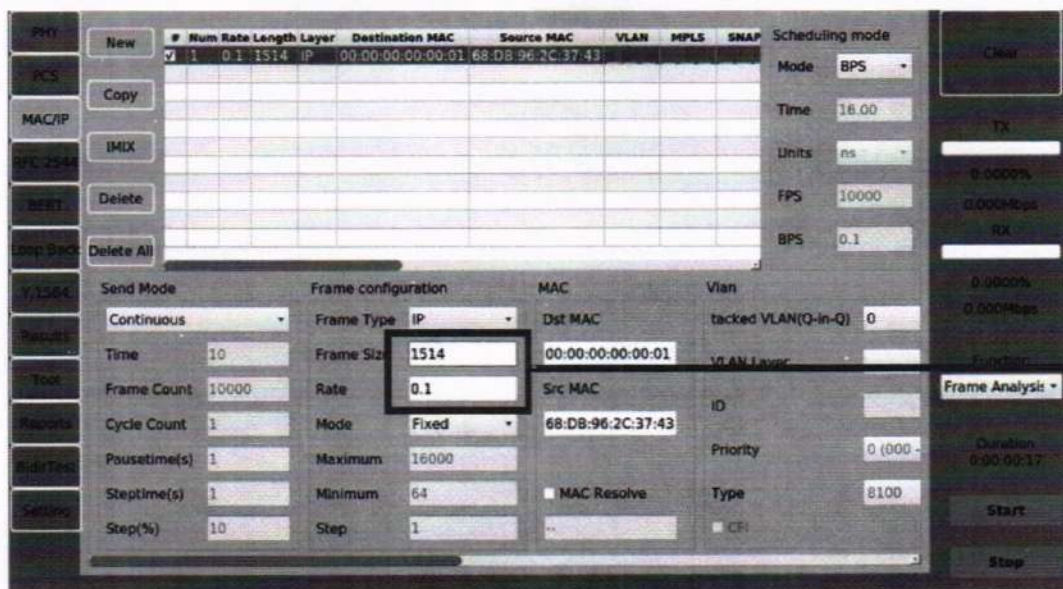 PHY
PCS
MAC/IP
RFC 2544
BERT
Loop Back
Y.1564
Results
Tool
Reports
BidirTest
Setting
New
Copy
IMIX
Delete
Delete All
# Num Rate Length Layer Destination MAC Source MAC VLAN MPLS SNAP
1 0.1 1514 IP 00:00:00:00:00:01 68:DB:96:2C:37:43
Scheduling mode
Mode BPS
Time 16.00
Units ns
FPS 10000
BPS 0.1
Send Mode
Continuous
Time 10
Frame Count 10000
Cycle Count 1
Pausetime(s) 1
Steptime(s) 1
Step(%) 10
Frame configuration
Frame Type IP
Frame Siz 1514
Rate 0.1
Mode Fixed
Maximum 16000
Minimum 64
Step 1
MAC
Dst MAC
00:00:00:00:00:01
Src MAC
68:DB:96:2C:37:43
MAC Resolve
--
Vlan
tacked VLAN(Q-in-Q) 0
VLAN Layer
ID
Priority 0 (000 -
Type 8100
CFI
Clear
TX
0.0000%
0.000Mbps
RX
0.0000%
0.000Mbps
Function
Frame Analysis
Duration
0:00:00:17
Start
Stop